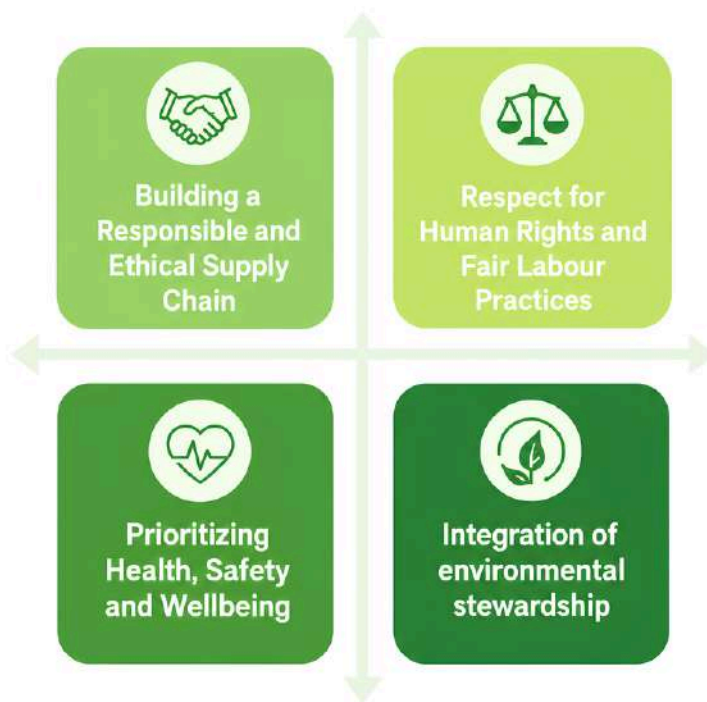 Building a
Responsible and
Ethical Supply
Chain
Respect for
Human Rights and
Fair Labour
Practices
Prioritizing
Health, Safety
and Wellbeing
Integration of
environmental
stewardship